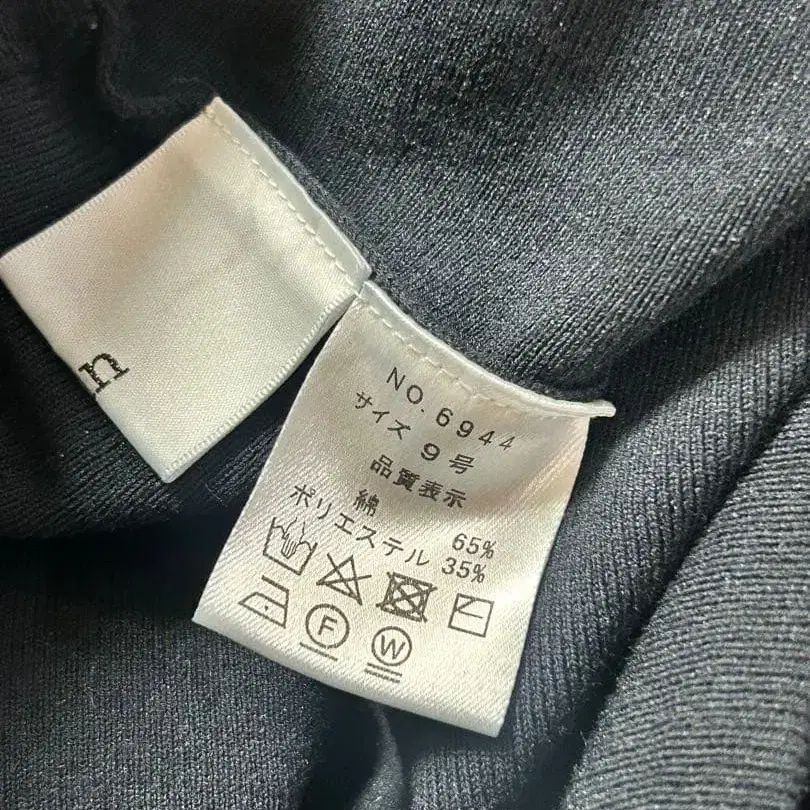 n
NO.6944
サイズ 9号
品質表示
綿 65%
ポリエステル 35%
F
W